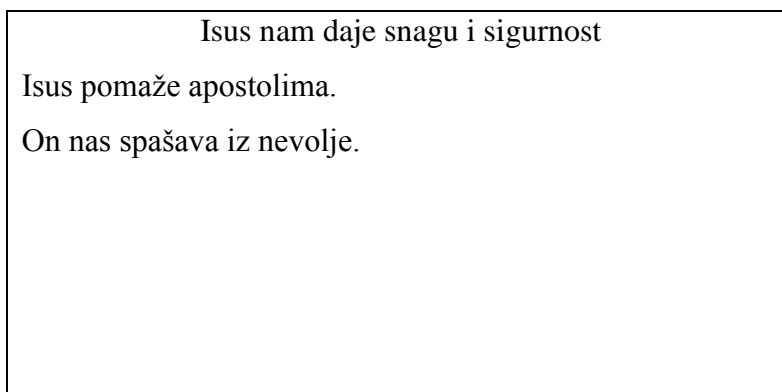 Isus nam daje snagu i sigurnost
Isus pomaže apostolima.
On nas spašava iz nevolje.